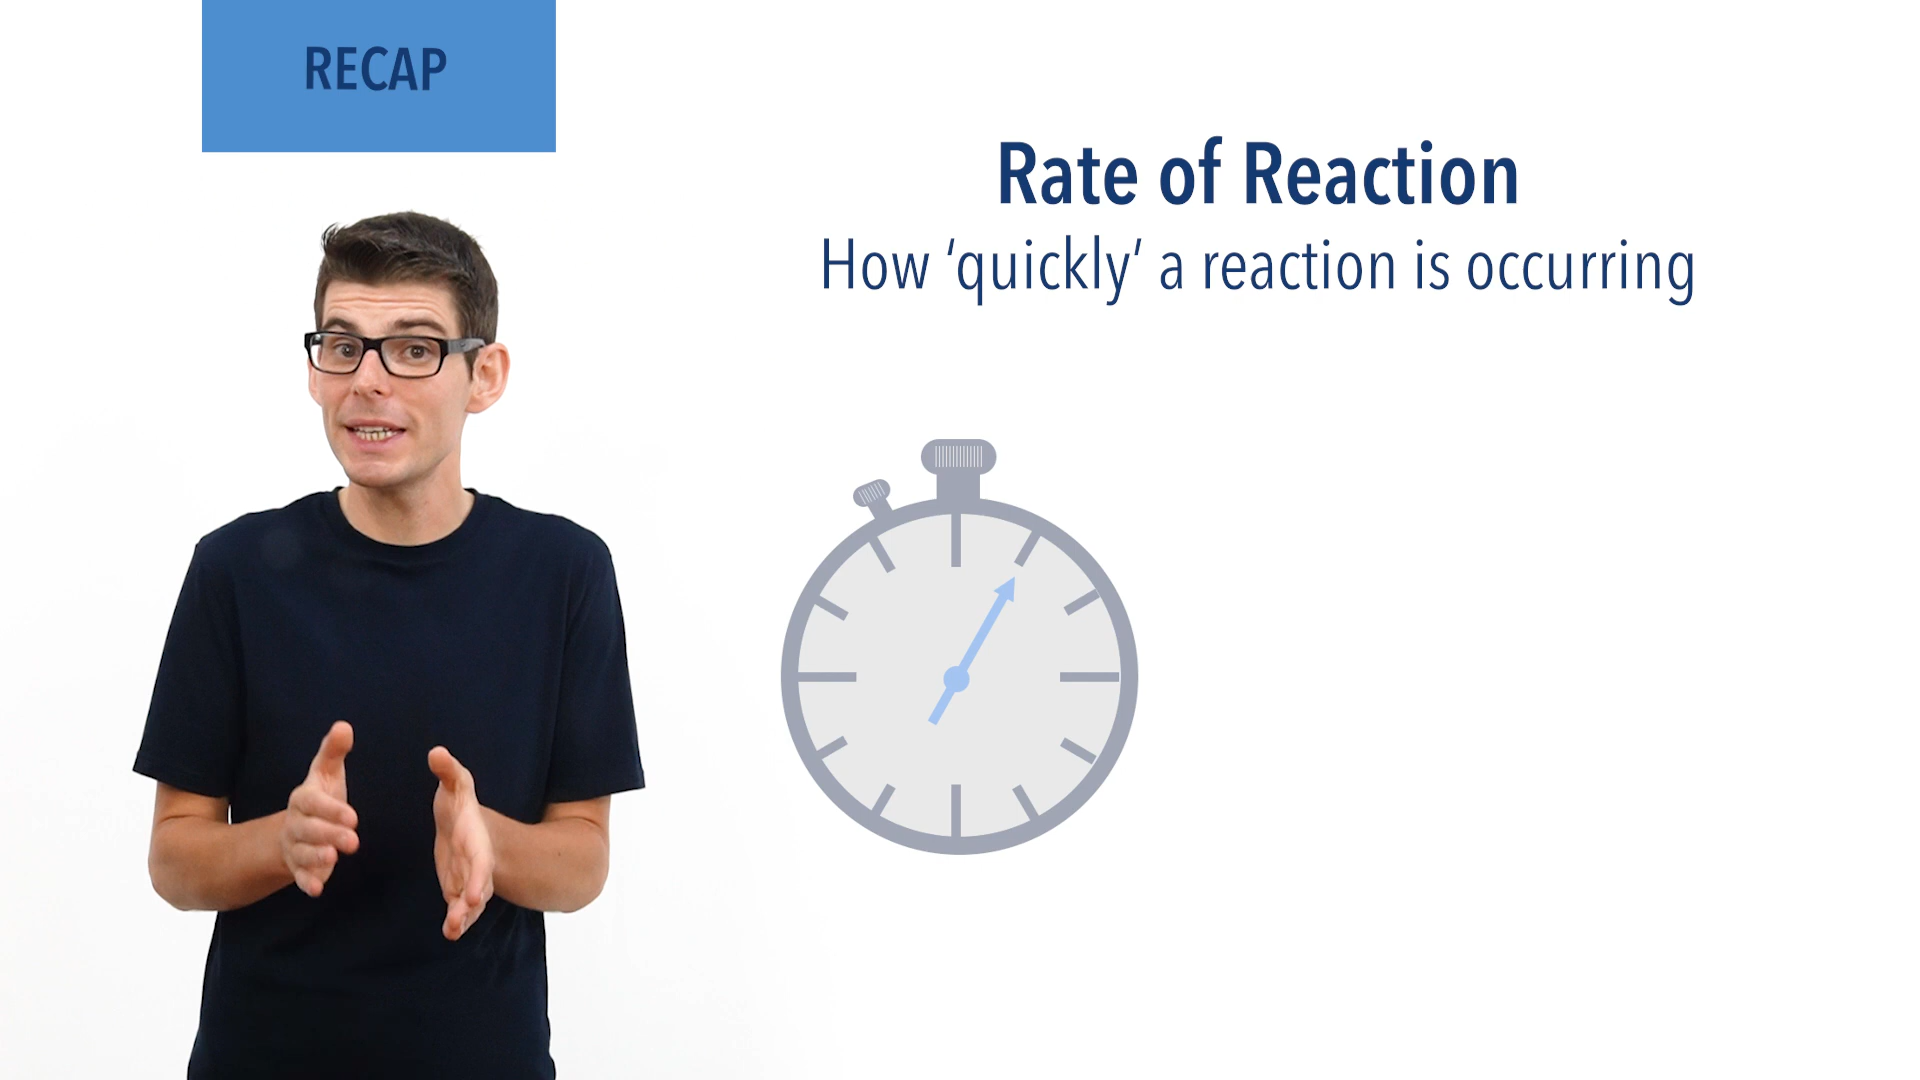 RECAP
Rate of Reaction
How ‘quickly’ a reaction is occurring